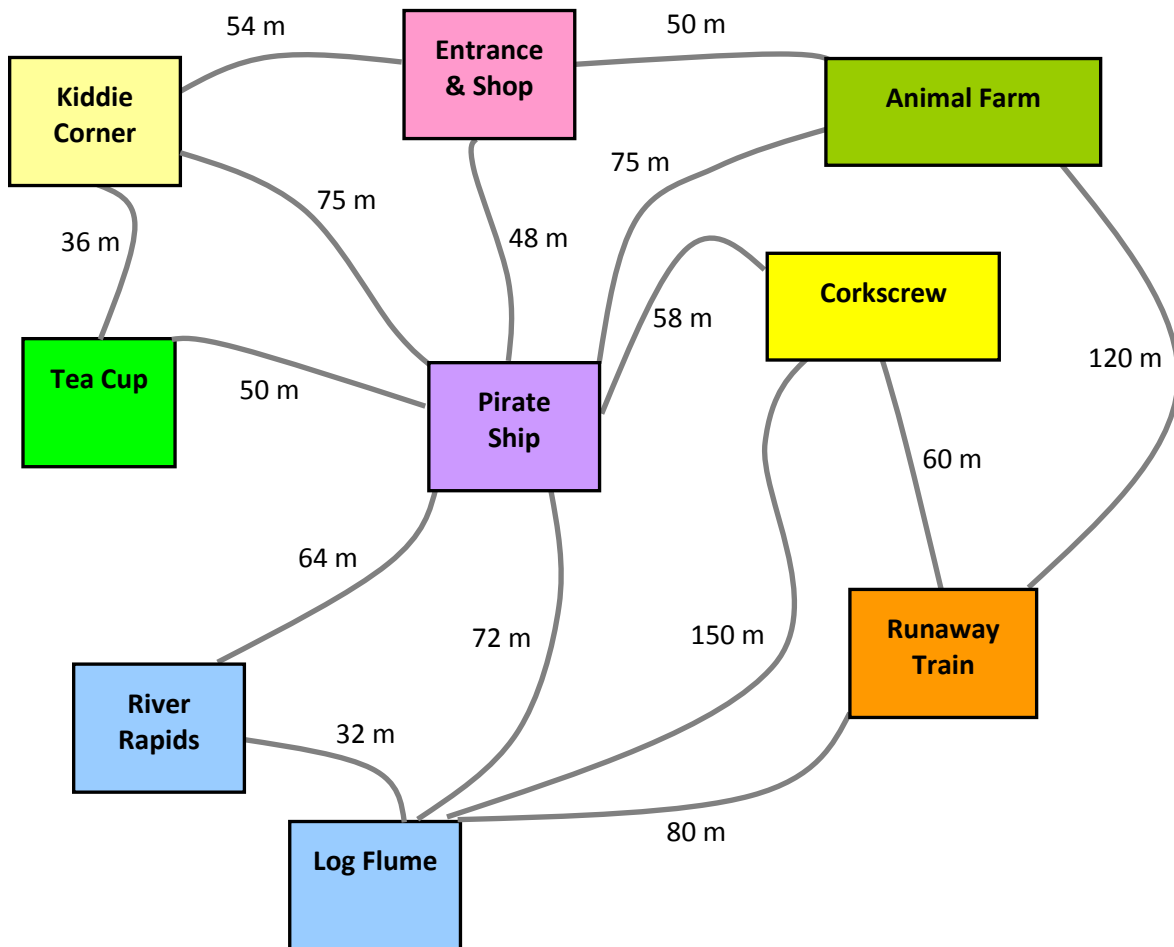 54 m
Entrance
& Shop
50 m
Kiddie
Corner
Animal Farm
75 m
75 m
36 m
48 m
Corkscrew
58 m
Tea Cup
50 m
120 m
Pirate
Ship
60 m
64 m
72 m
150 m
Runaway
Train
River
Rapids
32 m
80 m
Log Flume